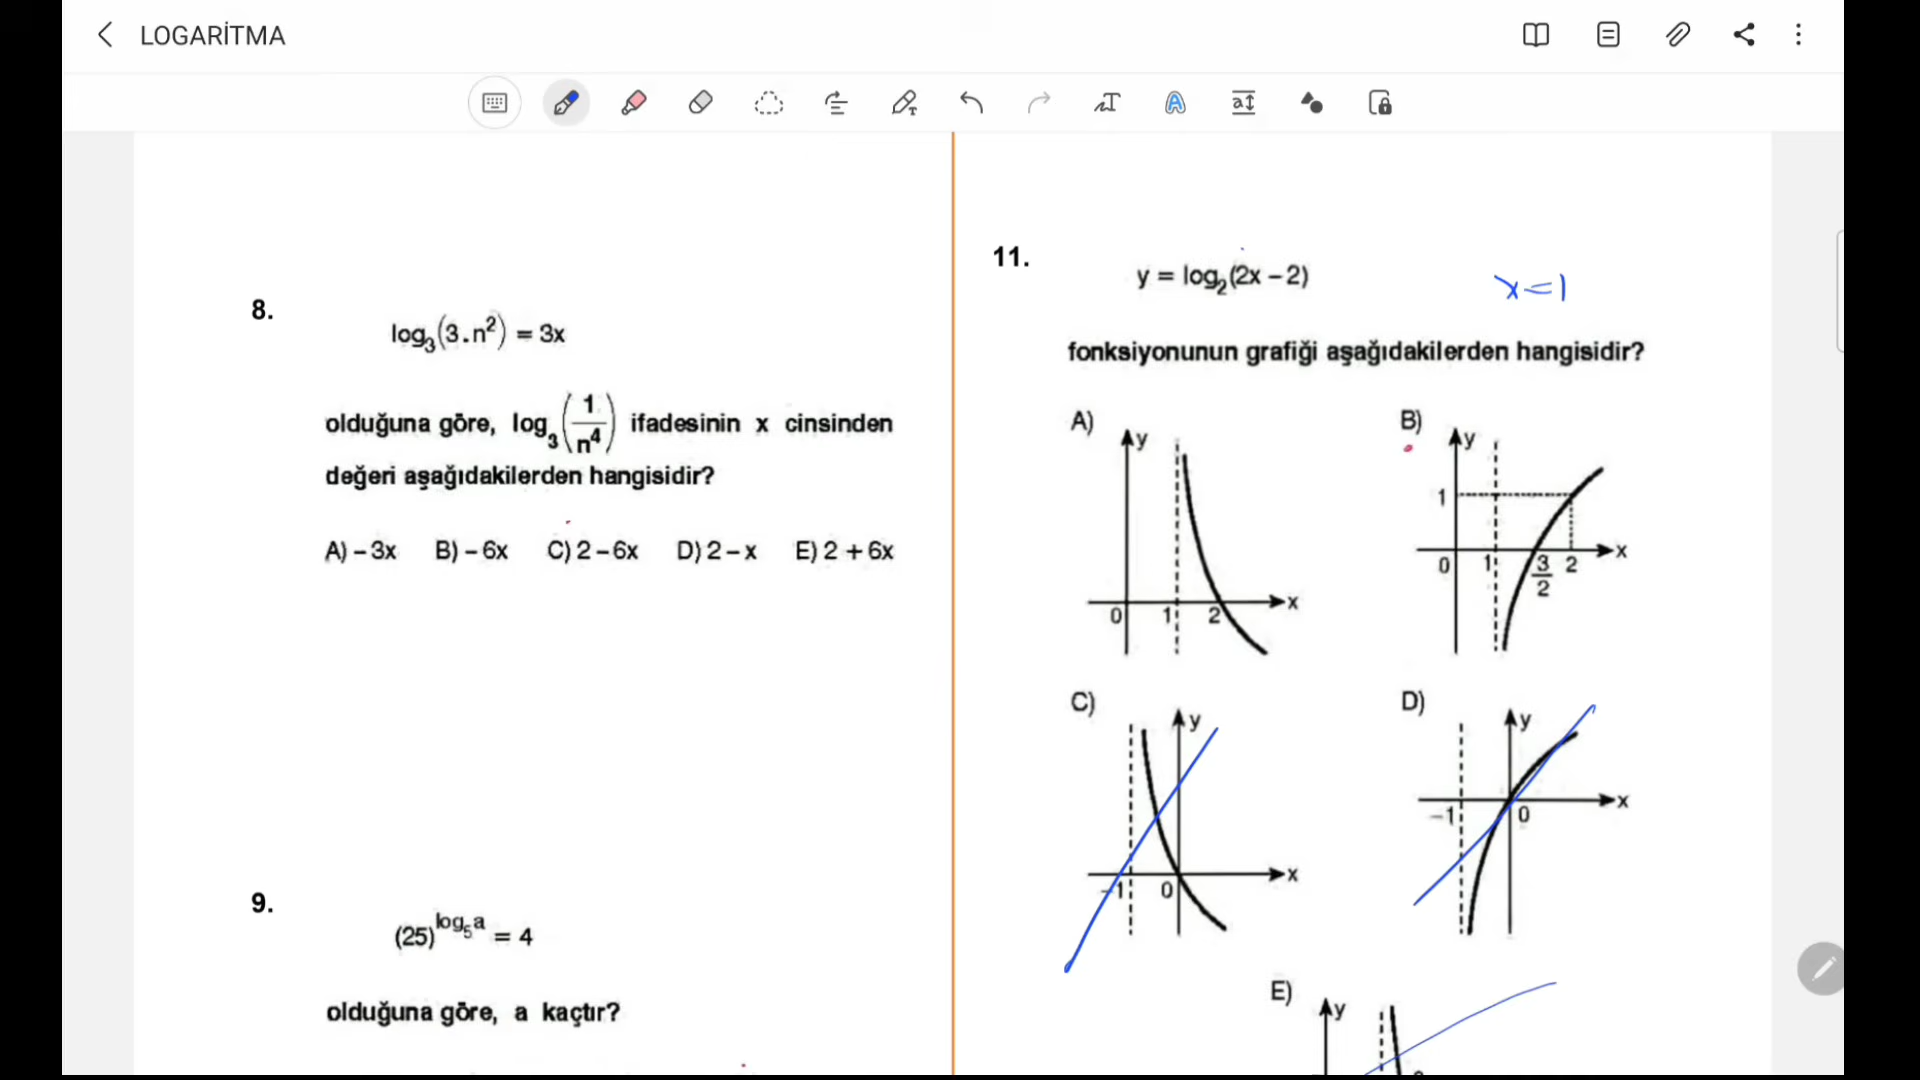 LOGARİTMA
8.
log₃(3.n²) = 3x
olduğuna göre, log₃(1/n⁴) ifadesinin x cinsinden
değeri aşağıdakilerden hangisidir?
A) – 3x B) – 6x C) 2 – 6x D) 2 – x E) 2 + 6x
9.
(25)^(log₅a) = 4
olduğuna göre, a kaçtır?
11.
y = log₂(2x – 2)
x=1
fonksiyonunun grafiği aşağıdakilerden hangisidir?
A)
y
0 1 2 x
B)
y
1
0 1 3/2 2 x
C)
y
–1 0 x
D)
y
–1 0 x
E)
y